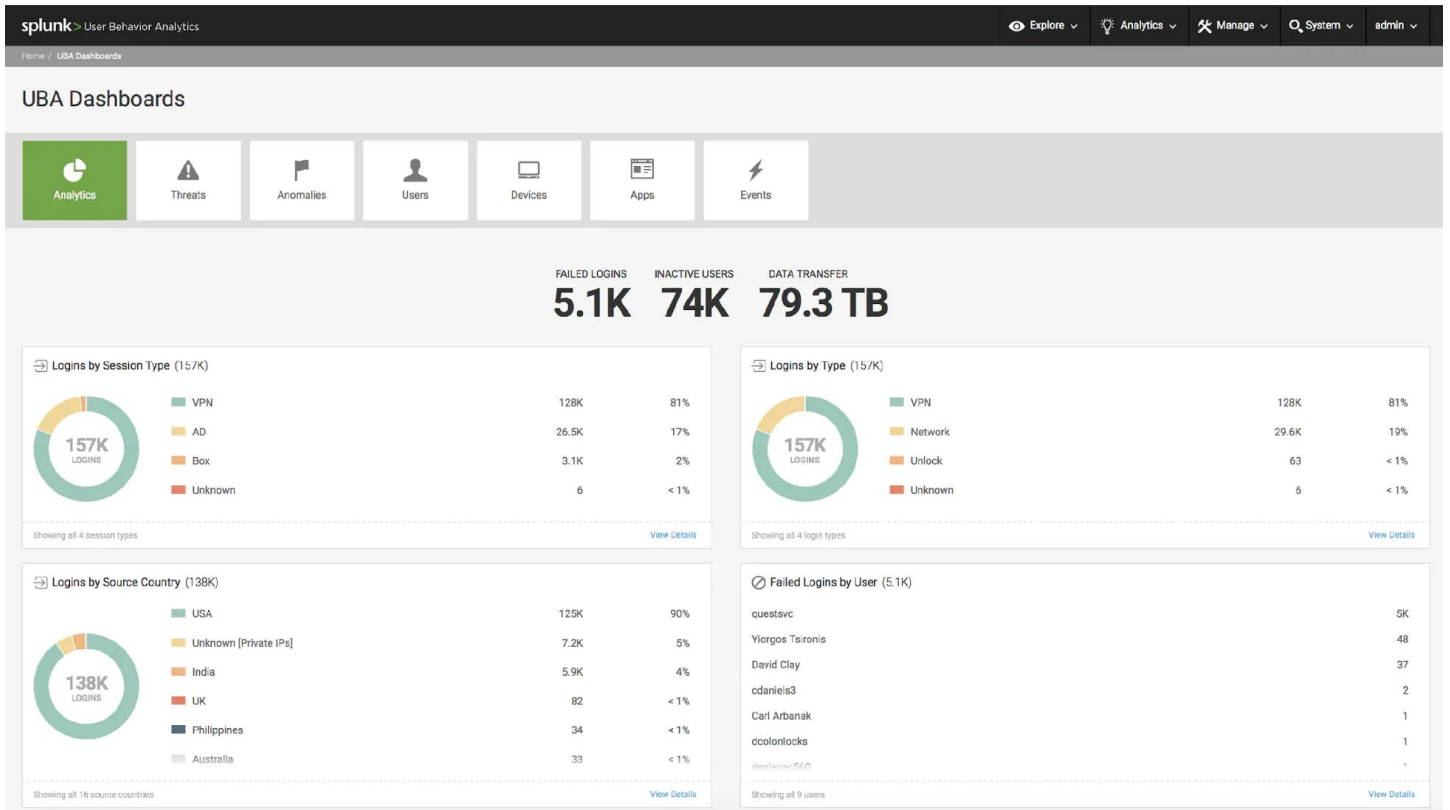 splunk> User Behavior Analytics
Explore
Analytics
Manage
System
admin
Home / UBA Dashboards
UBA Dashboards
Analytics
Threats
Anomalies
Users
Devices
Apps
Events
FAILED LOGINS INACTIVE USERS DATA TRANSFER
5.1K 74K 79.3 TB
Logins by Session Type (157K)
157K
LOGINS
VPN 128K 81%
AD 26.5K 17%
Box 3.1K 2%
Unknown 6 < 1%
Showing all 4 session types View Details
Logins by Type (157K)
157K
LOGINS
VPN 128K 81%
Network 29.6K 19%
Unlock 63 < 1%
Unknown 6 < 1%
Showing all 4 login types View Details
Logins by Source Country (138K)
138K
LOGINS
USA 125K 90%
Unknown [Private IPs] 7.2K 5%
India 5.9K 4%
UK 82 < 1%
Philippines 34 < 1%
Australia 33 < 1%
Showing all 16 source countries View Details
Failed Logins by User (5.1K)
questsvc 5K
Yiorgos Tsironis 48
David Clay 37
cdaniels3 2
Carl Arbanak 1
dcolonlocks 1
1
Showing all 9 users View Details